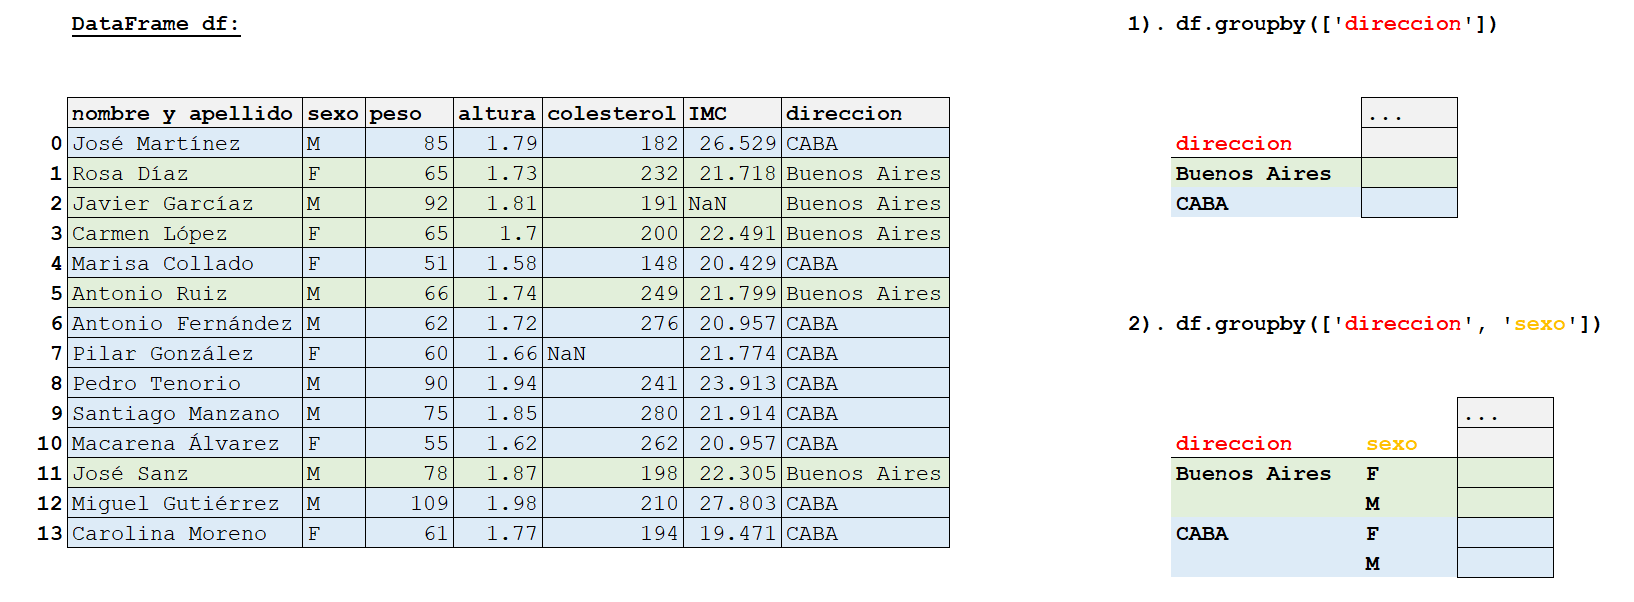 DataFrame df:
nombre y apellido sexo peso altura colesterol IMC direccion
0 José Martínez M 85 1.79 182 26.529 CABA
1 Rosa Díaz F 65 1.73 232 21.718 Buenos Aires
2 Javier Garcíaz M 92 1.81 191 NaN Buenos Aires
3 Carmen López F 65 1.7 200 22.491 Buenos Aires
4 Marisa Collado F 51 1.58 148 20.429 CABA
5 Antonio Ruiz M 66 1.74 249 21.799 Buenos Aires
6 Antonio Fernández M 62 1.72 276 20.957 CABA
7 Pilar González F 60 1.66 NaN 21.774 CABA
8 Pedro Tenorio M 90 1.94 241 23.913 CABA
9 Santiago Manzano M 75 1.85 280 21.914 CABA
10 Macarena Álvarez F 55 1.62 262 20.957 CABA
11 José Sanz M 78 1.87 198 22.305 Buenos Aires
12 Miguel Gutiérrez M 109 1.98 210 27.803 CABA
13 Carolina Moreno F 61 1.77 194 19.471 CABA
1). df.groupby(['direccion'])
...
direccion
Buenos Aires
CABA
2). df.groupby(['direccion', 'sexo'])
...
direccion sexo
Buenos Aires F
M
CABA F
M